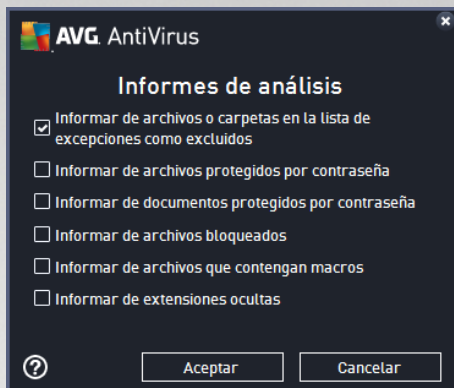 AVG. AntiVirus
Informes de análisis
Informar de archivos o carpetas en la lista de
excepciones como excluidos
Informar de archivos protegidos por contraseña
Informar de documentos protegidos por contraseña
Informar de archivos bloqueados
Informar de archivos que contengan macros
Informar de extensiones ocultas
?
Aceptar
Cancelar